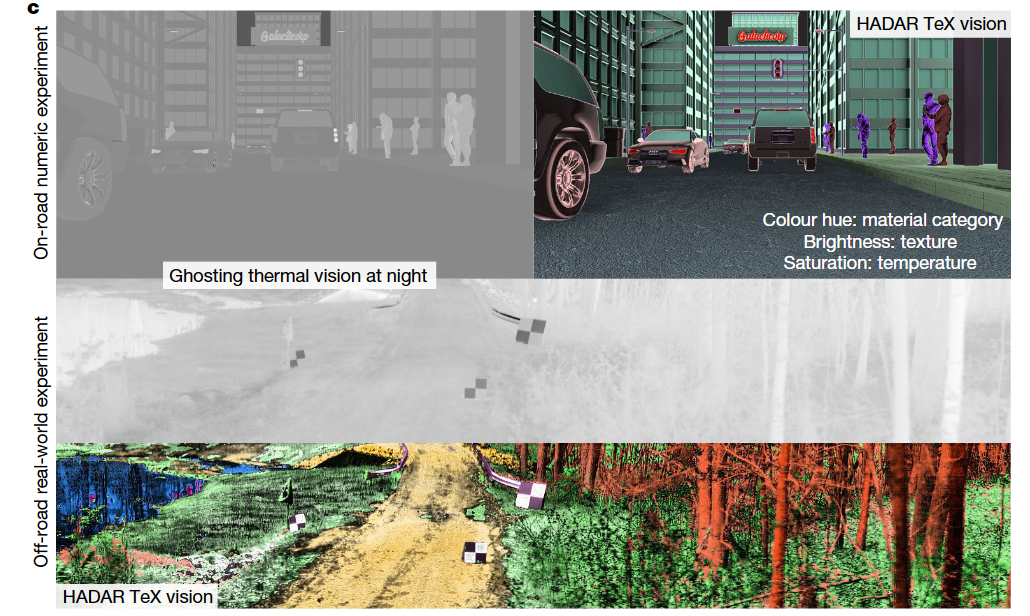 c
On-road numeric experiment
HADAR TeX vision
Galacticorp
Colour hue: material category
Brightness: texture
Saturation: temperature
Ghosting thermal vision at night
Off-road real-world experiment
HADAR TeX vision